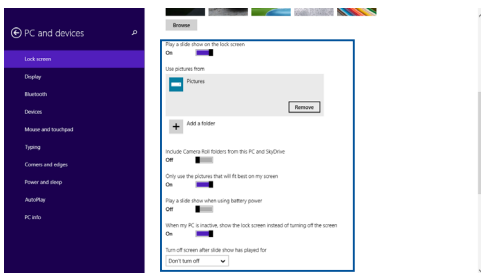 PC and devices
Lock screen
Display
Bluetooth
Devices
Mouse and touchpad
Typing
Corners and edges
Power and sleep
AutoPlay
PC info
Browse
Play a slide show on the lock screen
On
Use pictures from
Pictures
Remove
Add a folder
Include Camera Roll folders from this PC and SkyDrive
Off
Only use the pictures that will fit best on my screen
On
Play a slide show when using battery power
Off
When my PC is inactive, show the lock screen instead of turning off the screen
On
Turn off screen after slide show has played for
Don't turn off